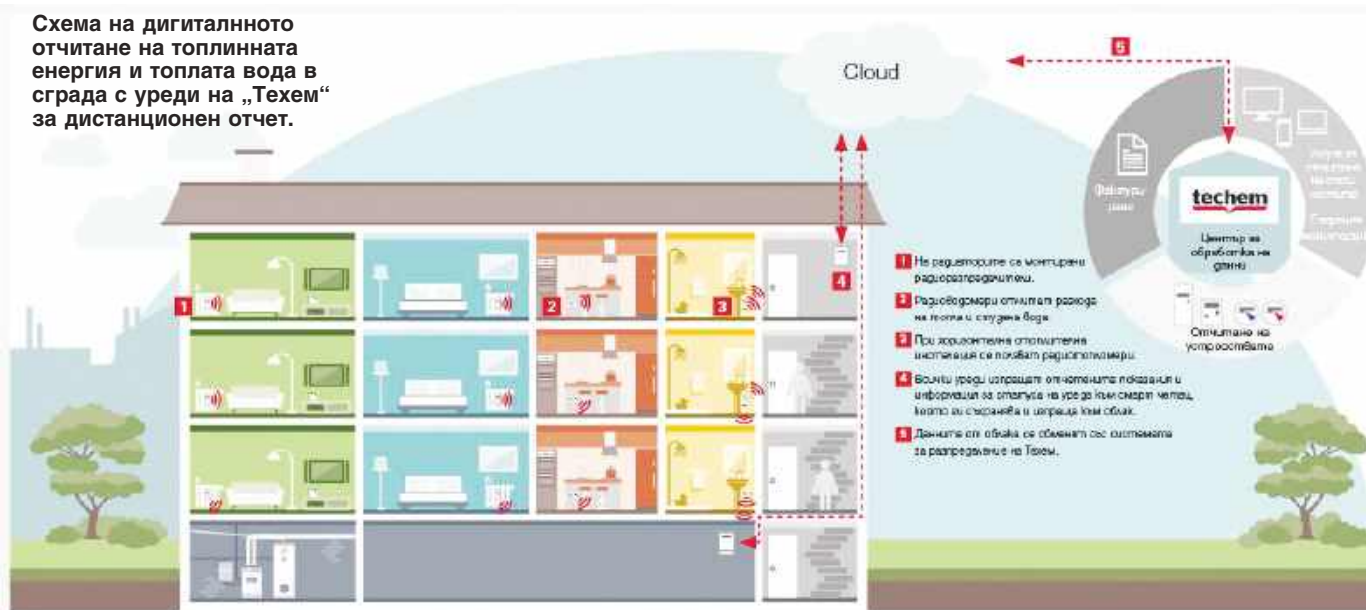 Схема на дигиталнното
отчитане на топлинната
енергия и топлата вода в
сграда с уреди на „Техем“
за дистанционен отчет.
Cloud
5
1
2
3
4
1 На радиаторите са монтирани
радиоразпределители.
2 Радиоводомери отчитат разхода
на топла и студена вода.
3 При хоризонтална отоплителна
инсталация се ползват радиотопломери.
4 Всички уреди изпращат отчетените показания и
информация за статуса на уреда към смарт четец,
който ги съхранява и изпраща към облак.
5 Данните от облака се обменят със системата
за разпределение на Техем.
techem
Център за
обработка на
данни
Отчитане на
устройствата